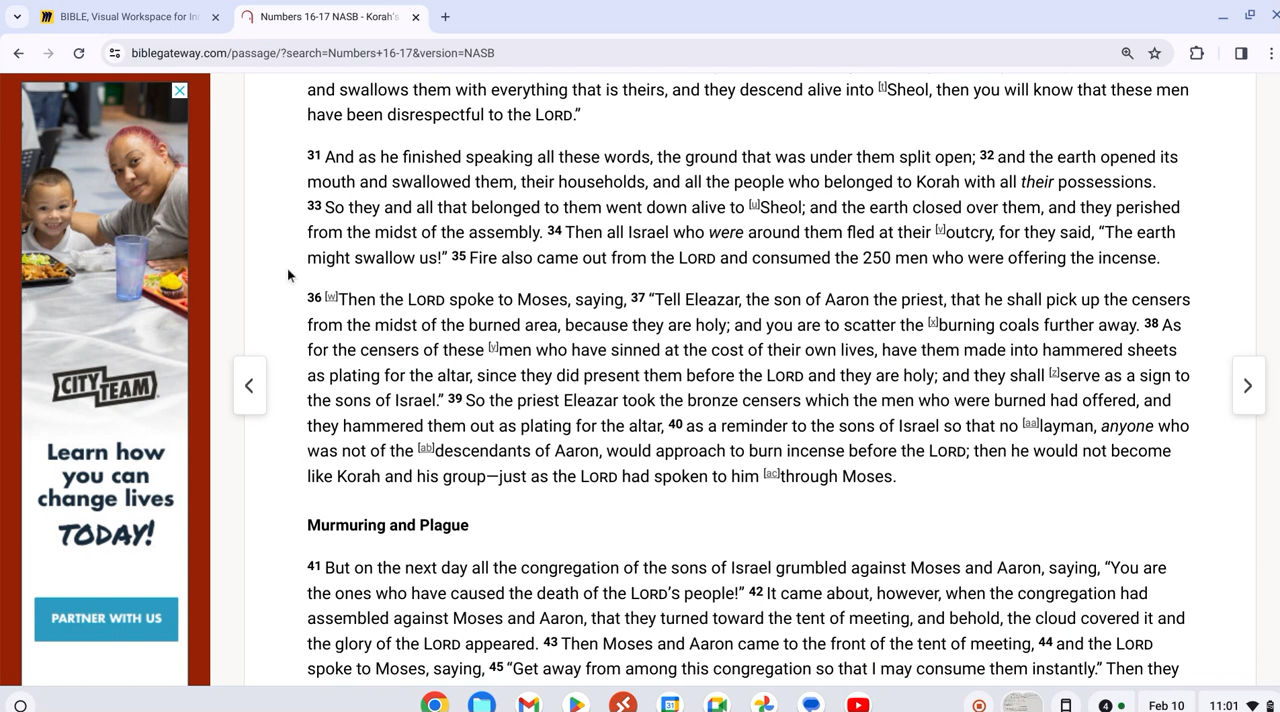 BIBLE, Visual Workspace for In
Numbers 16-17 NASB - Korah's
biblegateway.com/passage/?search=Numbers+16-17&version=NASB
and swallows them with everything that is theirs, and they descend alive into [t]Sheol, then you will know that these men
have been disrespectful to the LORD.”
31 And as he finished speaking all these words, the ground that was under them split open; 32 and the earth opened its
mouth and swallowed them, their households, and all the people who belonged to Korah with all their possessions.
33 So they and all that belonged to them went down alive to [u]Sheol; and the earth closed over them, and they perished
from the midst of the assembly. 34 Then all Israel who were around them fled at their [v]outcry, for they said, “The earth
might swallow us!” 35 Fire also came out from the LORD and consumed the 250 men who were offering the incense.
36 [w]Then the LORD spoke to Moses, saying, 37 “Tell Eleazar, the son of Aaron the priest, that he shall pick up the censers
from the midst of the burned area, because they are holy; and you are to scatter the [x]burning coals further away. 38 As
for the censers of these [y]men who have sinned at the cost of their own lives, have them made into hammered sheets
as plating for the altar, since they did present them before the LORD and they are holy; and they shall [z]serve as a sign to
the sons of Israel.” 39 So the priest Eleazar took the bronze censers which the men who were burned had offered, and
they hammered them out as plating for the altar, 40 as a reminder to the sons of Israel so that no [aa]layman, anyone who
was not of the [ab]descendants of Aaron, would approach to burn incense before the LORD; then he would not become
like Korah and his group—just as the LORD had spoken to him [ac]through Moses.
Murmuring and Plague
41 But on the next day all the congregation of the sons of Israel grumbled against Moses and Aaron, saying, “You are
the ones who have caused the death of the LORD’s people!” 42 It came about, however, when the congregation had
assembled against Moses and Aaron, that they turned toward the tent of meeting, and behold, the cloud covered it and
the glory of the LORD appeared. 43 Then Moses and Aaron came to the front of the tent of meeting, 44 and the LORD
spoke to Moses, saying, 45 “Get away from among this congregation so that I may consume them instantly.” Then they
CITYTEAM
Learn how
you can
change lives
TODAY!
PARTNER WITH US
31
4
Feb 10
11:01